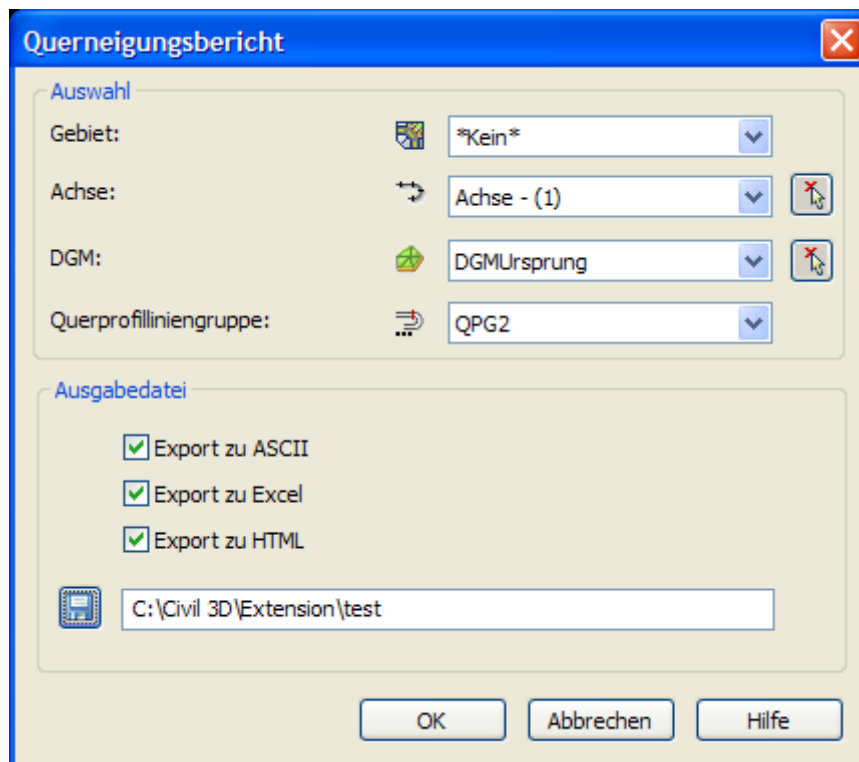 Querneigungsbericht
Auswahl
Gebiet: *Kein*
Achse: Achse - (1)
DGM: DGMUrsprung
Querprofilliniengruppe: QPG2
Ausgabedatei
Export zu ASCII
Export zu Excel
Export zu HTML
C:\Civil 3D\Extension\test
OK Abbrechen Hilfe